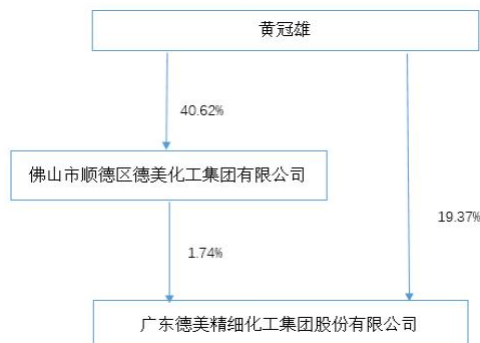 黄冠雄
40.62%
佛山市顺德区德美化工集团有限公司
19.37%
1.74%
广东德美精细化工集团股份有限公司